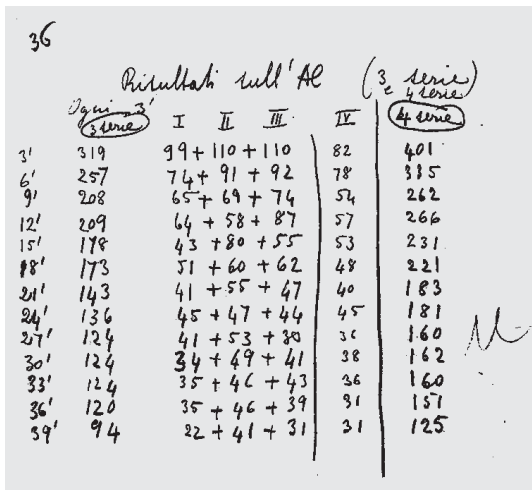 36
Risultati sull' Al (3 serie
e 4 serie)
Ogni 3'
3 serie I II III IV 4 serie
3' 319 99 + 110 + 110 82 401
6' 257 74 + 91 + 92 78 335
9' 208 65 + 69 + 74 54 262
12' 209 64 + 58 + 87 57 266
15' 178 43 + 80 + 55 53 231
18' 173 51 + 60 + 62 48 221
21' 143 41 + 55 + 47 40 183
24' 136 45 + 47 + 44 45 181
27' 124 41 + 53 + 30 36 160
30' 124 34 + 49 + 41 38 162
33' 124 35 + 46 + 43 36 160
36' 120 35 + 46 + 39 31 151
39' 94 22 + 41 + 31 31 125